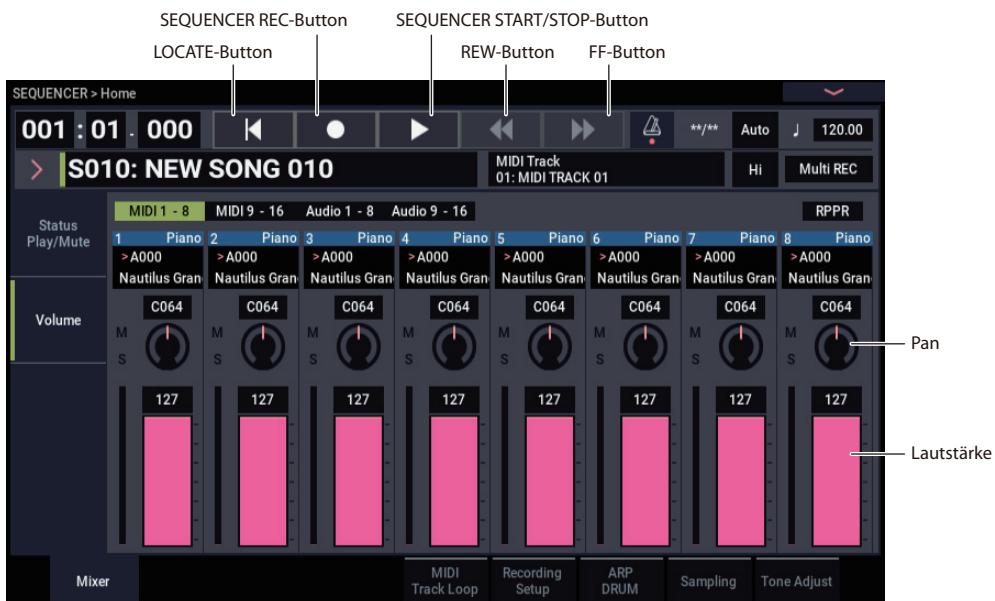 SEQUENCER REC-Button
SEQUENCER START/STOP-Button
LOCATE-Button
REW-Button
FF-Button
SEQUENCER > Home
001 : 01 . 000
**/**
Auto
♩ 120.00
S010: NEW SONG 010
MIDI Track
01: MIDI TRACK 01
Hi
Multi REC
Status
Play/Mute
Volume
MIDI 1 - 8
MIDI 9 - 16
Audio 1 - 8
Audio 9 - 16
RPPR
1 Piano 2 Piano 3 Piano 4 Piano 5 Piano 6 Piano 7 Piano 8 Piano
>A000 >A000 >A000 >A000 >A000 >A000 >A000 >A000
Nautilus Gran Nautilus Gran Nautilus Gran Nautilus Gran Nautilus Gran Nautilus Gran Nautilus Gran Nautilus Gran
C064 C064 C064 C064 C064 C064 C064 C064
M M M M M M M M
S S S S S S S S
Pan
127 127 127 127 127 127 127 127
Lautstärke
Mixer
MIDI
Track Loop
Recording
Setup
ARP
DRUM
Sampling
Tone Adjust